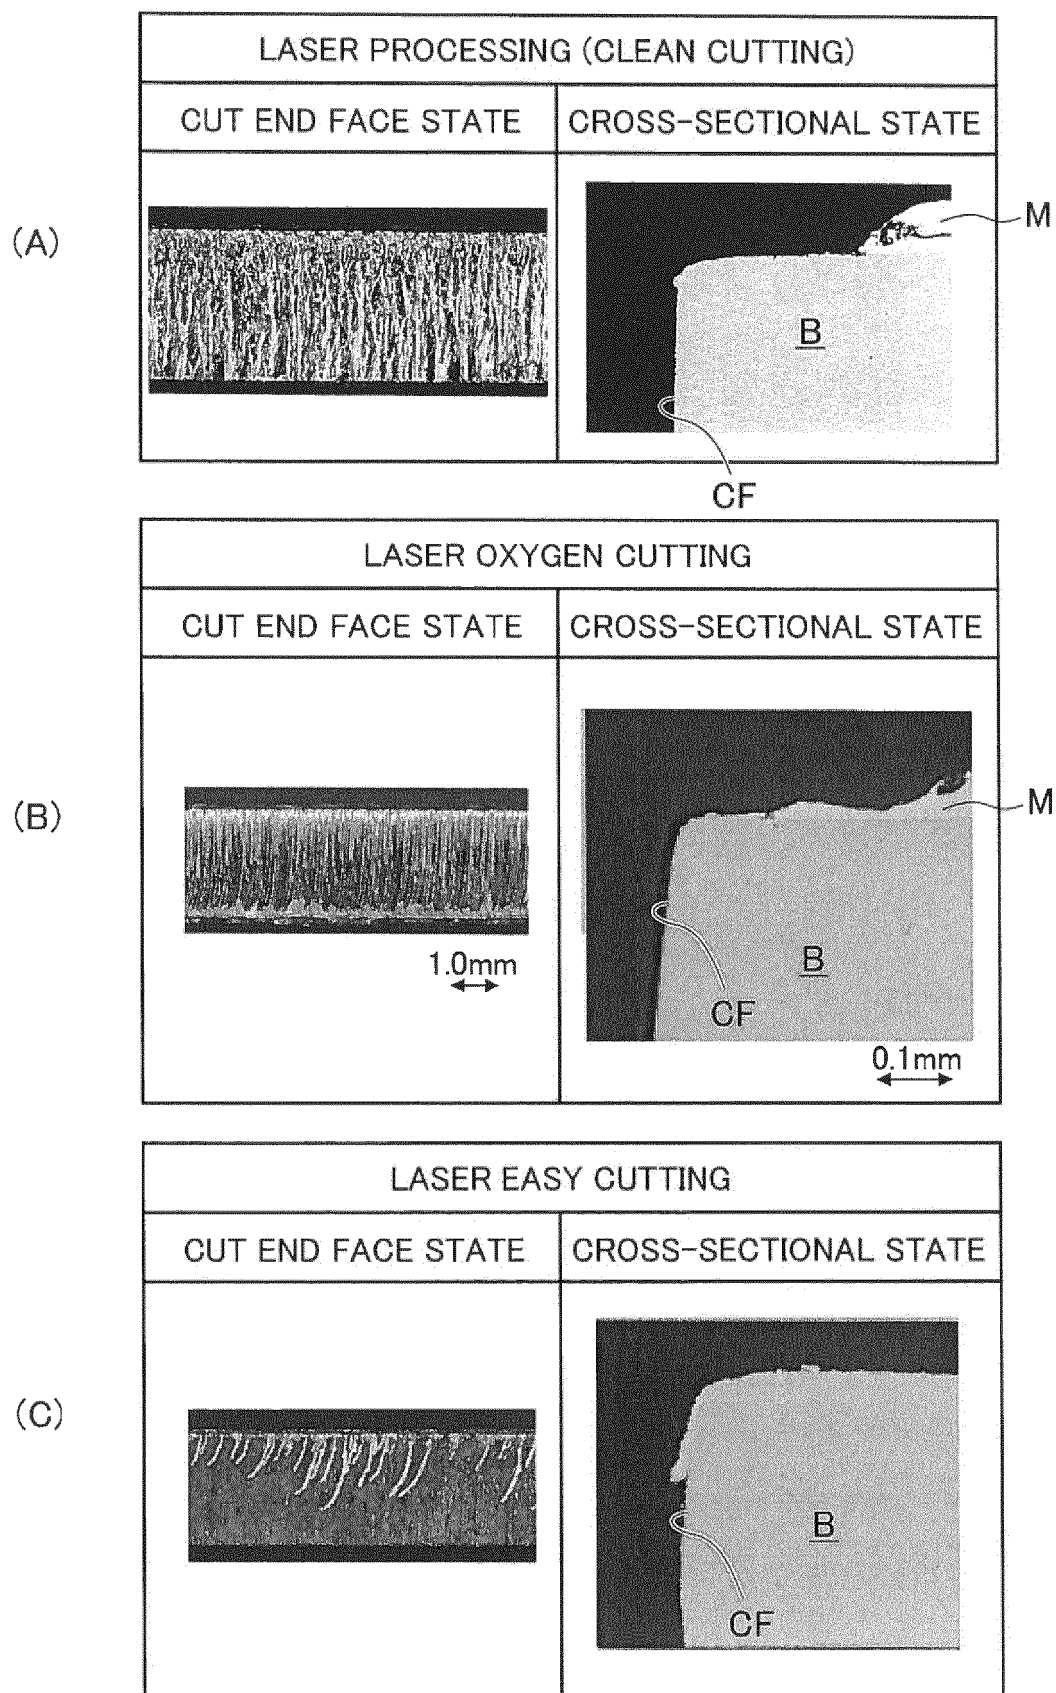 LASER PROCESSING (CLEAN CUTTING)
CUT END FACE STATE
CROSS-SECTIONAL STATE
(A)
M
B
CF
LASER OXYGEN CUTTING
CUT END FACE STATE
CROSS-SECTIONAL STATE
(B)
M
B
CF
1.0mm
0.1mm
LASER EASY CUTTING
CUT END FACE STATE
CROSS-SECTIONAL STATE
(C)
B
CF